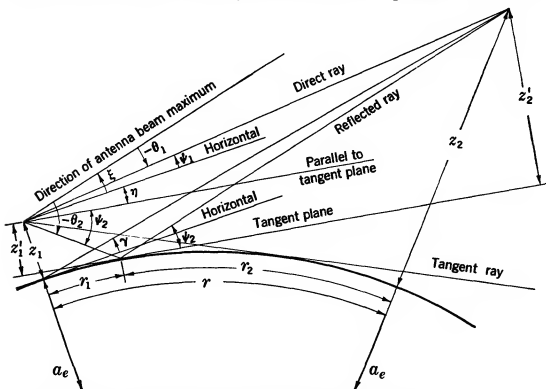 Direction of antenna beam maximum
Direct ray
Reflected ray
Horizontal
Parallel to
tangent plane
Horizontal
Tangent plane
Tangent ray
-θ₁
ψ₁
ξ
η
-θ₂
ψ₂
γ
ψ₂
z₁'
z₁
z₂
z₂'
r₁
r₂
r
aₑ
aₑ